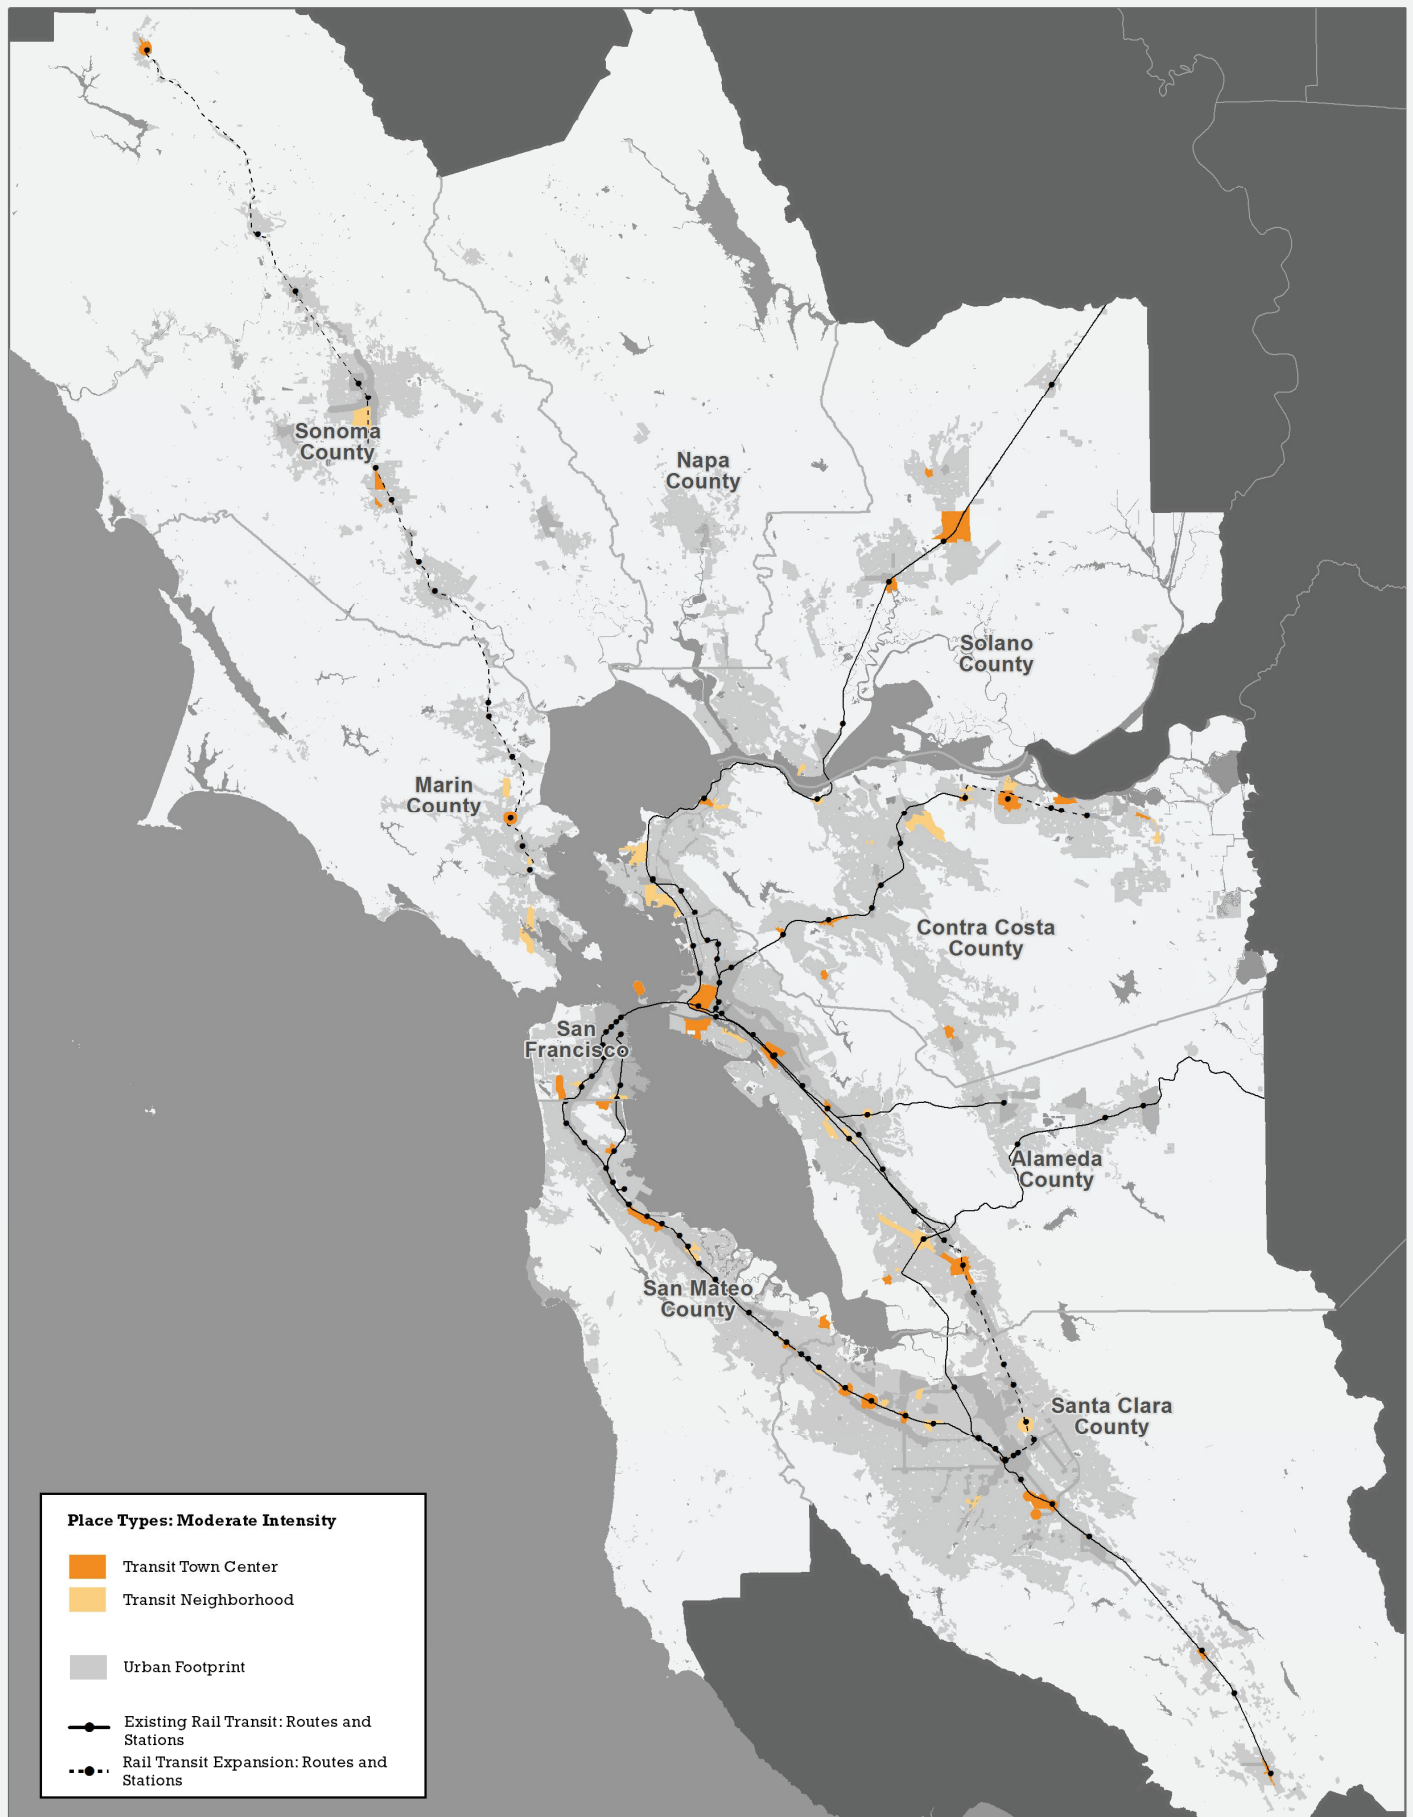 Sonoma
County
Napa
County
Solano
County
Marin
County
Contra Costa
County
San
Francisco
Alameda
County
San Mateo
County
Santa Clara
County
Place Types: Moderate Intensity
Transit Town Center
Transit Neighborhood
Urban Footprint
Existing Rail Transit: Routes and
Stations
Rail Transit Expansion: Routes and
Stations